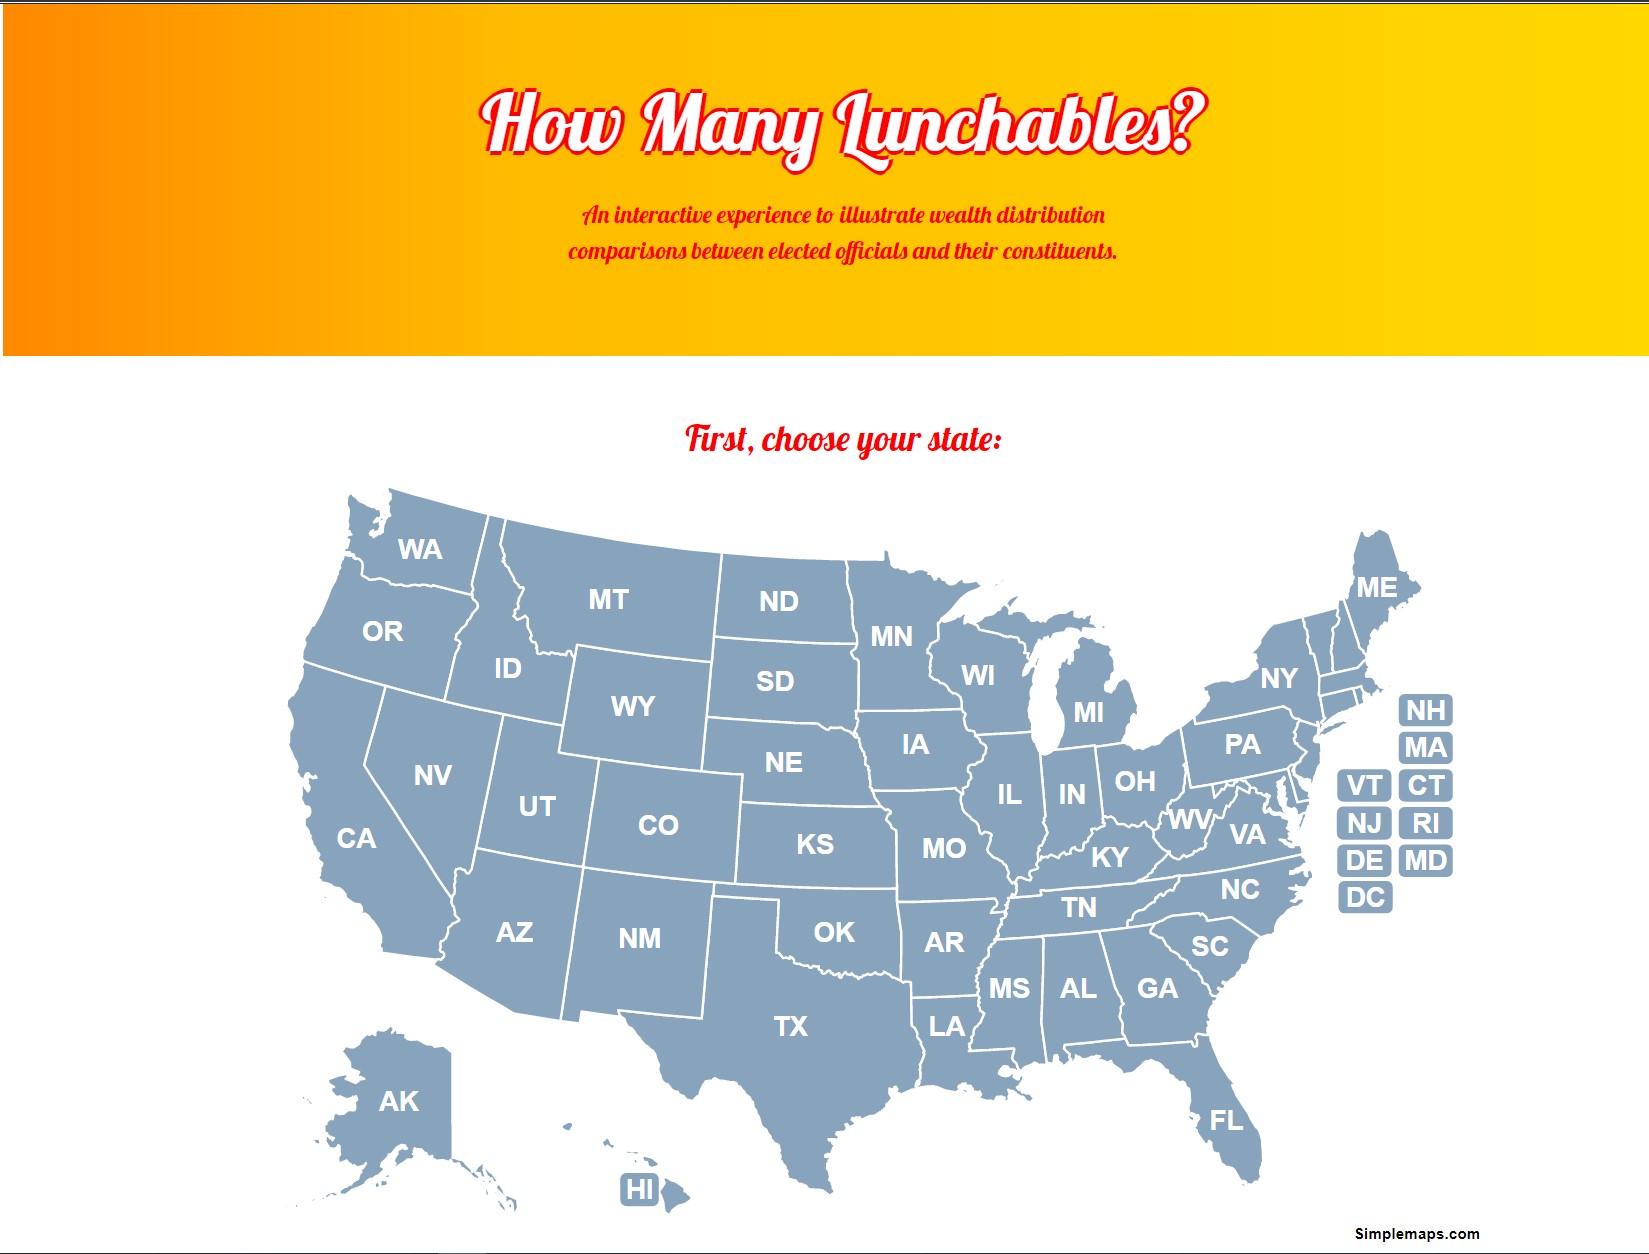 How Many Lunchables?
An interactive experience to illustrate wealth distribution
comparisons between elected officials and their constituents.
First, choose your state:
WA
MT
ND
MN
ME
OR
ID
SD
WI
NY
WY
MI
NH
NV
UT
NE
IA
PA
MA
CA
CO
KS
MO
IL
IN
OH
WV
VA
KY
VT
CT
NJ
RI
DE
MD
DC
AZ
NM
OK
AR
TN
NC
SC
TX
LA
MS
AL
GA
AK
HI
FL
Simplemaps.com